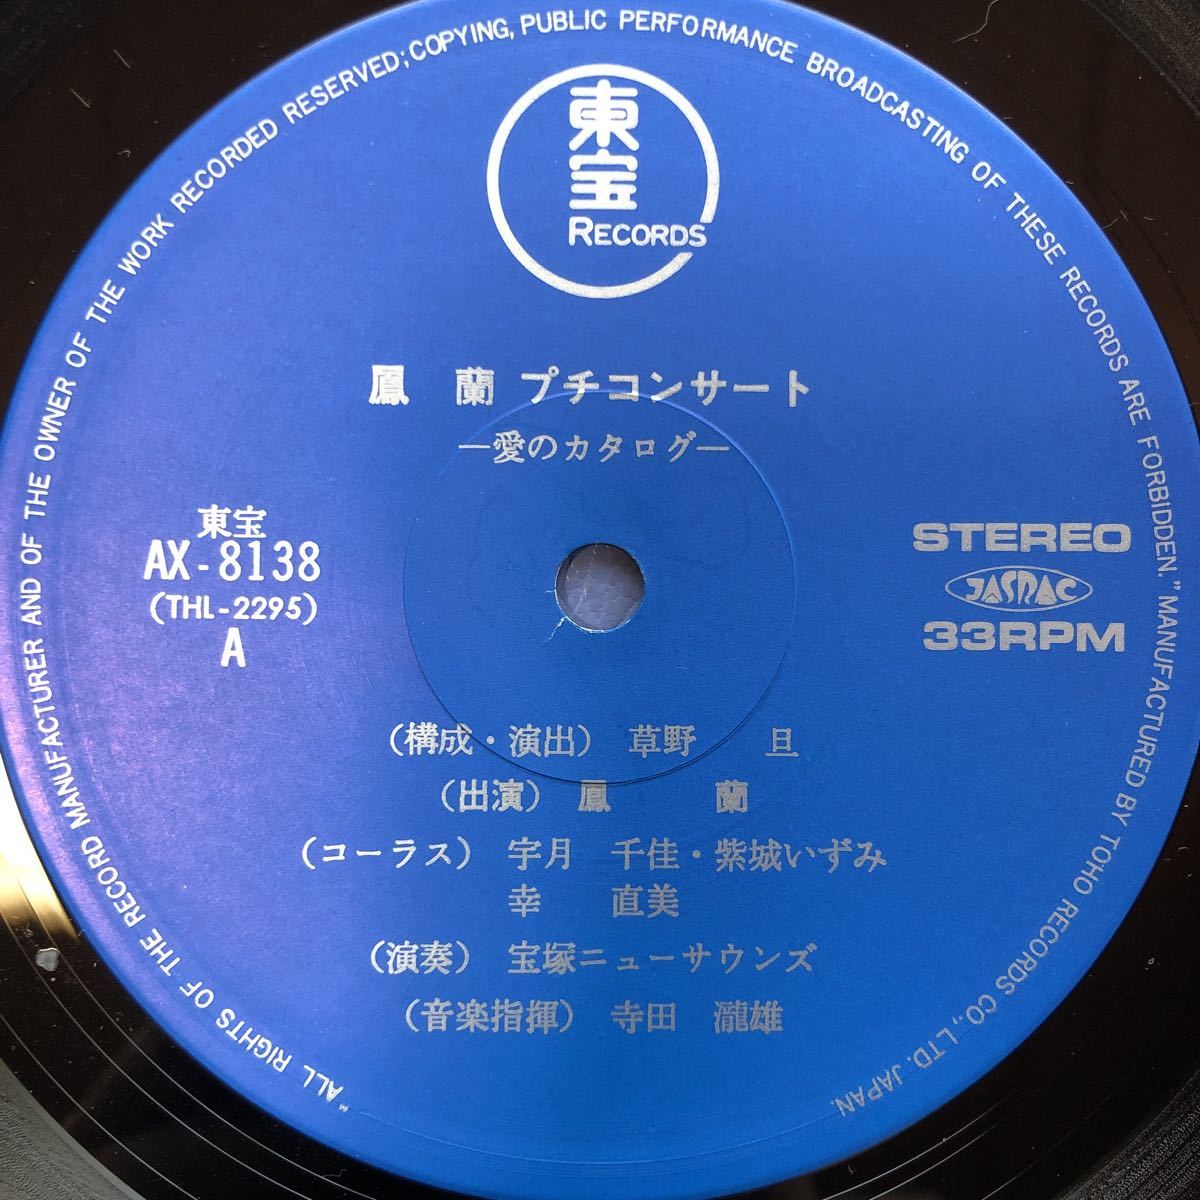 "ALL RIGHTS OF THE RECORD MANUFACTURER AND OF THE OWNER OF THE WORK RECORDED RESERVED; COPYING, PUBLIC PERFORMANCE BROADCASTING OF THESE RECORDS ARE FORBIDDEN." MANUFACTURED BY TOHO RECORDS CO., LTD. JAPAN.
東宝
RECORDS
鳳 蘭 プチコンサート
―愛のカタログ―
東宝
AX-8138
(THL-2295)
A
STEREO
JASRAC
33RPM
(構成・演出) 草野 旦
(出演) 鳳 蘭
(コーラス) 宇月 千佳・紫城いずみ
幸 直美
(演奏) 宝塚ニューサウンズ
(音楽指揮) 寺田 瀧雄